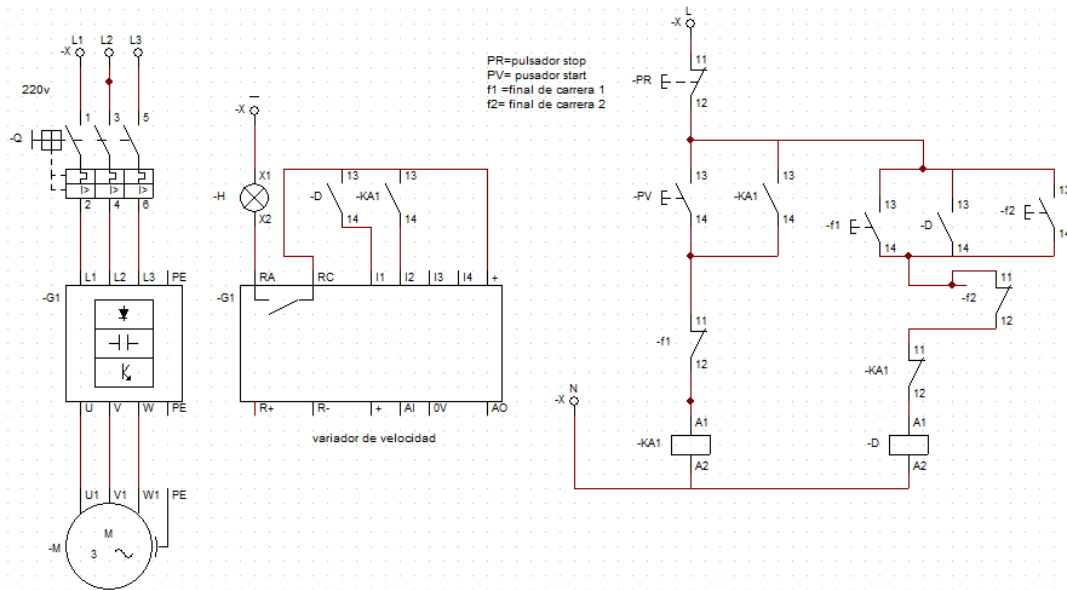 L1 L2 L3
-X
220v
1 3 5
-Q
I> I> I>
2 4 6
L1 L2 L3 PE
-G1
U V W PE
U1 V1 W1 PE
M
-M
3
-X
X1
-H
X2
13 13
-D -KA1
14 14
RA RC I1 I2 I3 I4 +
-G1
R+ R- + AI 0V AO
variador de velocidad
PR=pulsador stop
PV= pusador start
f1 =final de carrera 1
f2= final de carrera 2
L
-X
11
-PR
12
13 13
-PV -KA1
14 14
13 13 13
-f1 -D -f2
14 14 14
11
-f2
12
11
-f1
12
11
-KA1
12
N
-X
A1 A1
-KA1 -D
A2 A2